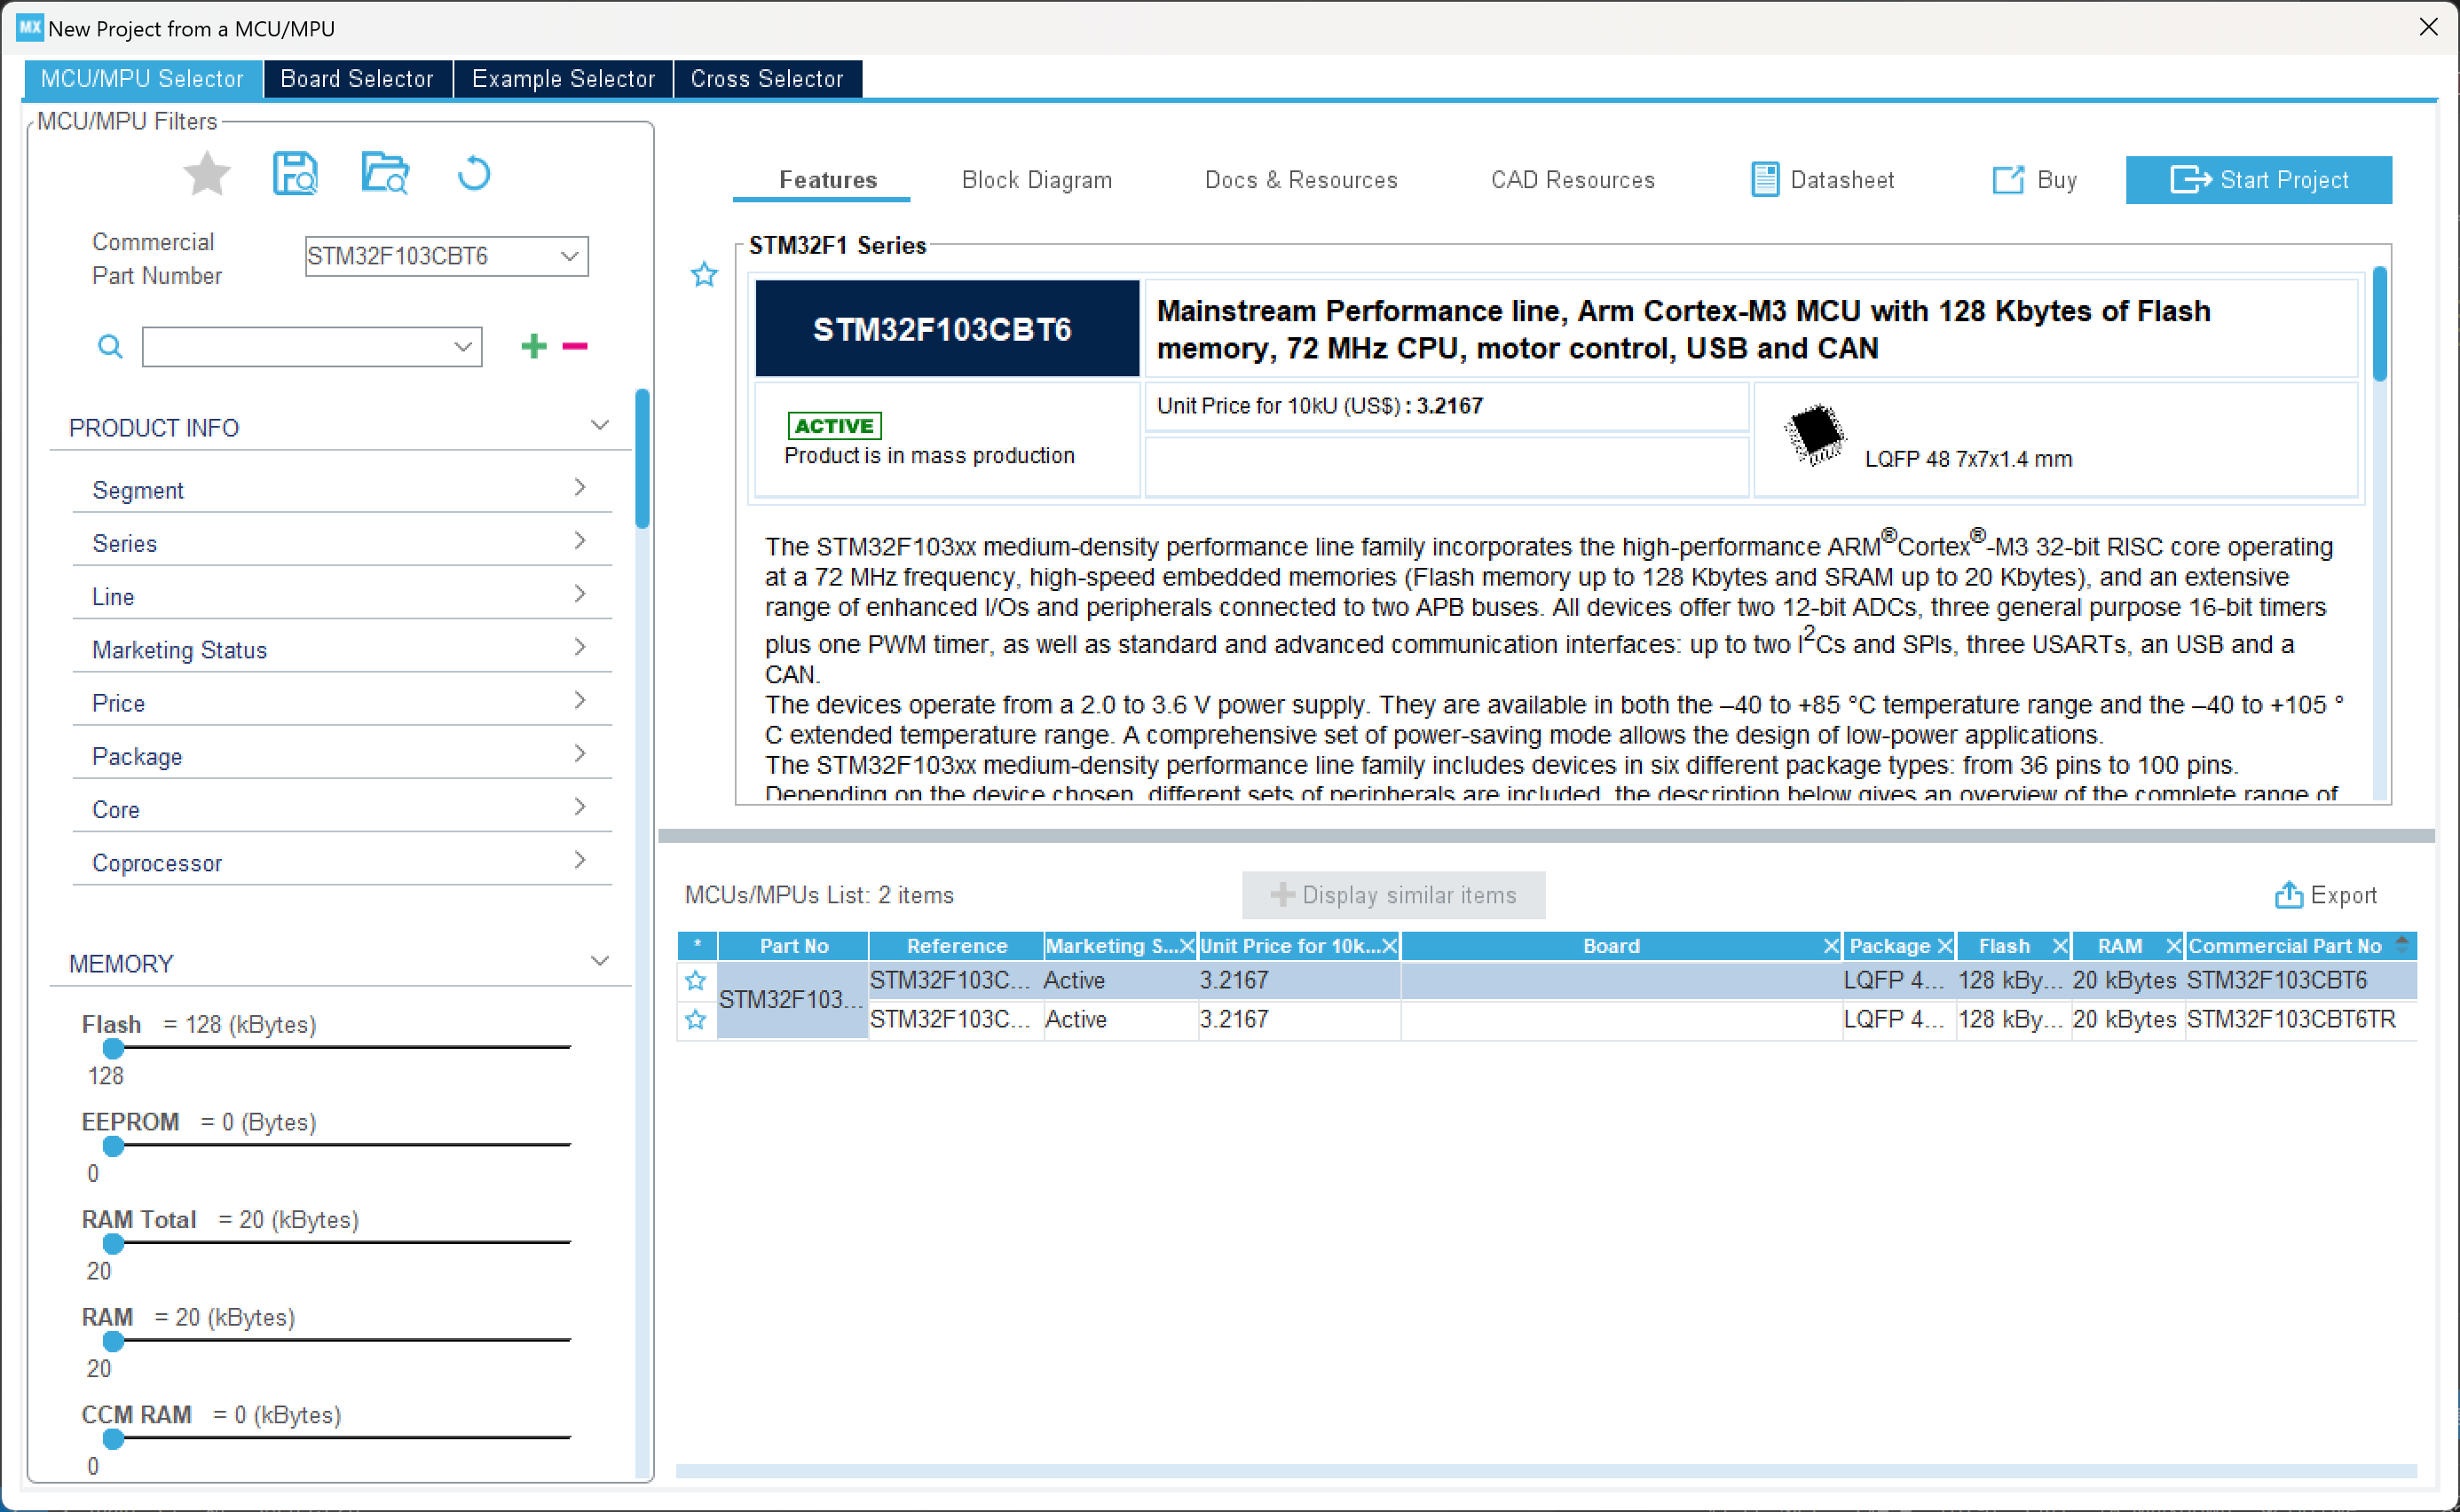 MX New Project from a MCU/MPU
MCU/MPU Selector Board Selector Example Selector Cross Selector
MCU/MPU Filters
Commercial
Part Number
STM32F103CBT6
PRODUCT INFO
Segment
Series
Line
Marketing Status
Price
Package
Core
Coprocessor
MEMORY
Flash = 128 (kBytes)
128
EEPROM = 0 (Bytes)
0
RAM Total = 20 (kBytes)
20
RAM = 20 (kBytes)
20
CCM RAM = 0 (kBytes)
0
Features Block Diagram Docs & Resources CAD Resources Datasheet Buy Start Project
STM32F1 Series
STM32F103CBT6
Mainstream Performance line, Arm Cortex-M3 MCU with 128 Kbytes of Flash
memory, 72 MHz CPU, motor control, USB and CAN
ACTIVE
Product is in mass production
Unit Price for 10kU (US$) : 3.2167
LQFP 48 7x7x1.4 mm
The STM32F103xx medium-density performance line family incorporates the high-performance ARM®Cortex®-M3 32-bit RISC core operating
at a 72 MHz frequency, high-speed embedded memories (Flash memory up to 128 Kbytes and SRAM up to 20 Kbytes), and an extensive
range of enhanced I/Os and peripherals connected to two APB buses. All devices offer two 12-bit ADCs, three general purpose 16-bit timers
plus one PWM timer, as well as standard and advanced communication interfaces: up to two I²Cs and SPIs, three USARTs, an USB and a
CAN.
The devices operate from a 2.0 to 3.6 V power supply. They are available in both the –40 to +85 °C temperature range and the –40 to +105 °
C extended temperature range. A comprehensive set of power-saving mode allows the design of low-power applications.
The STM32F103xx medium-density performance line family includes devices in six different package types: from 36 pins to 100 pins.
Depending on the device chosen, different sets of peripherals are included, the description below gives an overview of the complete range of
MCUs/MPUs List: 2 items
Display similar items
Export
* Part No Reference Marketing S... Unit Price for 10k... Board Package Flash RAM Commercial Part No
STM32F103...
STM32F103C... Active 3.2167 LQFP 4... 128 kBy... 20 kBytes STM32F103CBT6
STM32F103C... Active 3.2167 LQFP 4... 128 kBy... 20 kBytes STM32F103CBT6TR